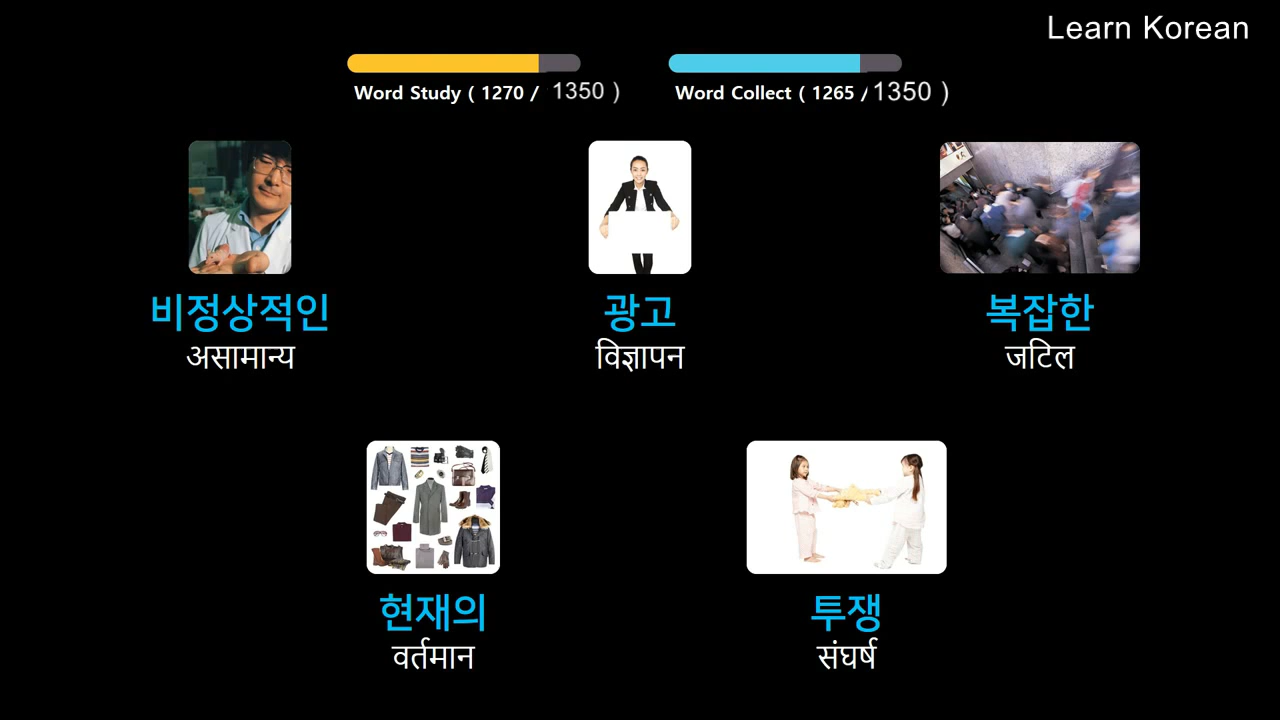 Learn Korean
Word Study ( 1270 / 1350 )
Word Collect ( 1265 / 1350 )
비정상적인
असामान्य
광고
विज्ञापन
복잡한
जटिल
현재의
वर्तमान
투쟁
संघर्ष